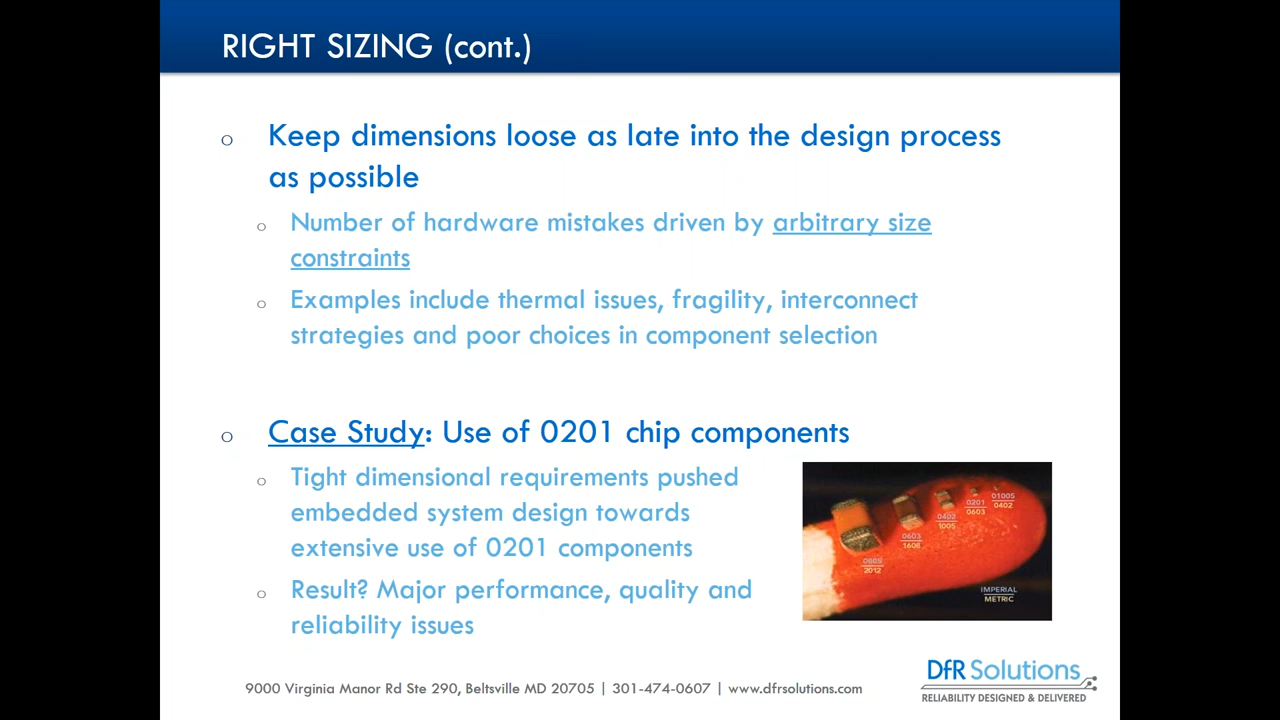 RIGHT SIZING (cont.)
o Keep dimensions loose as late into the design process
as possible
o Number of hardware mistakes driven by arbitrary size
constraints
o Examples include thermal issues, fragility, interconnect
strategies and poor choices in component selection
o Case Study: Use of 0201 chip components
o Tight dimensional requirements pushed
embedded system design towards
extensive use of 0201 components
o Result? Major performance, quality and
reliability issues
0805
2012
0603
1608
0402
1005
0201
0603
01005
0402
IMPERIAL
METRIC
9000 Virginia Manor Rd Ste 290, Beltsville MD 20705 | 301-474-0607 | www.dfrsolutions.com
DfR Solutions
RELIABILITY DESIGNED & DELIVERED